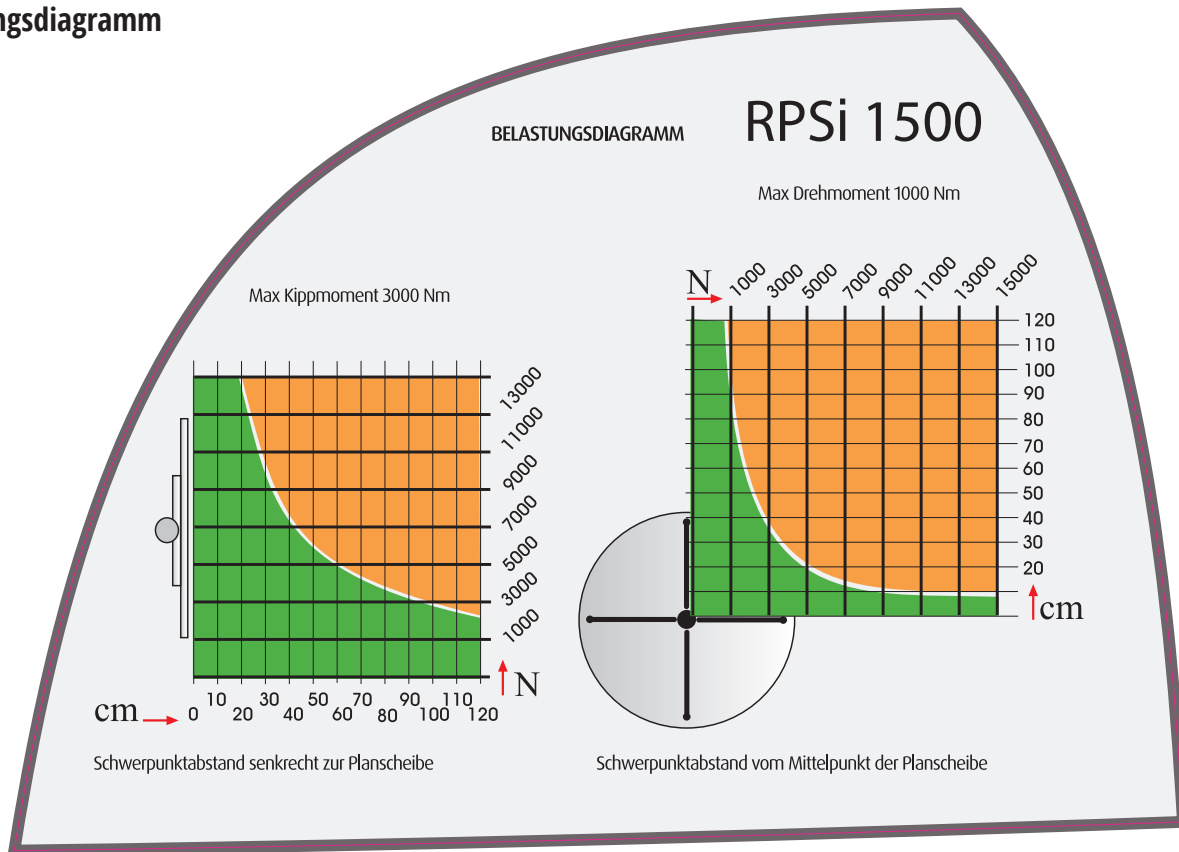 ngsdiagramm
BELASTUNGSDIAGRAMM
RPSi 1500
Max Drehmoment 1000 Nm
Max Kippmoment 3000 Nm
N
1000 3000 5000 7000 9000 11000 13000 15000
120
110
100
90
80
70
60
50
40
30
20
cm
13000
11000
9000
7000
5000
3000
1000
N
cm
10 30 50 70 90 110
0 20 40 60 80 100 120
Schwerpunktabstand senkrecht zur Planscheibe
Schwerpunktabstand vom Mittelpunkt der Planscheibe